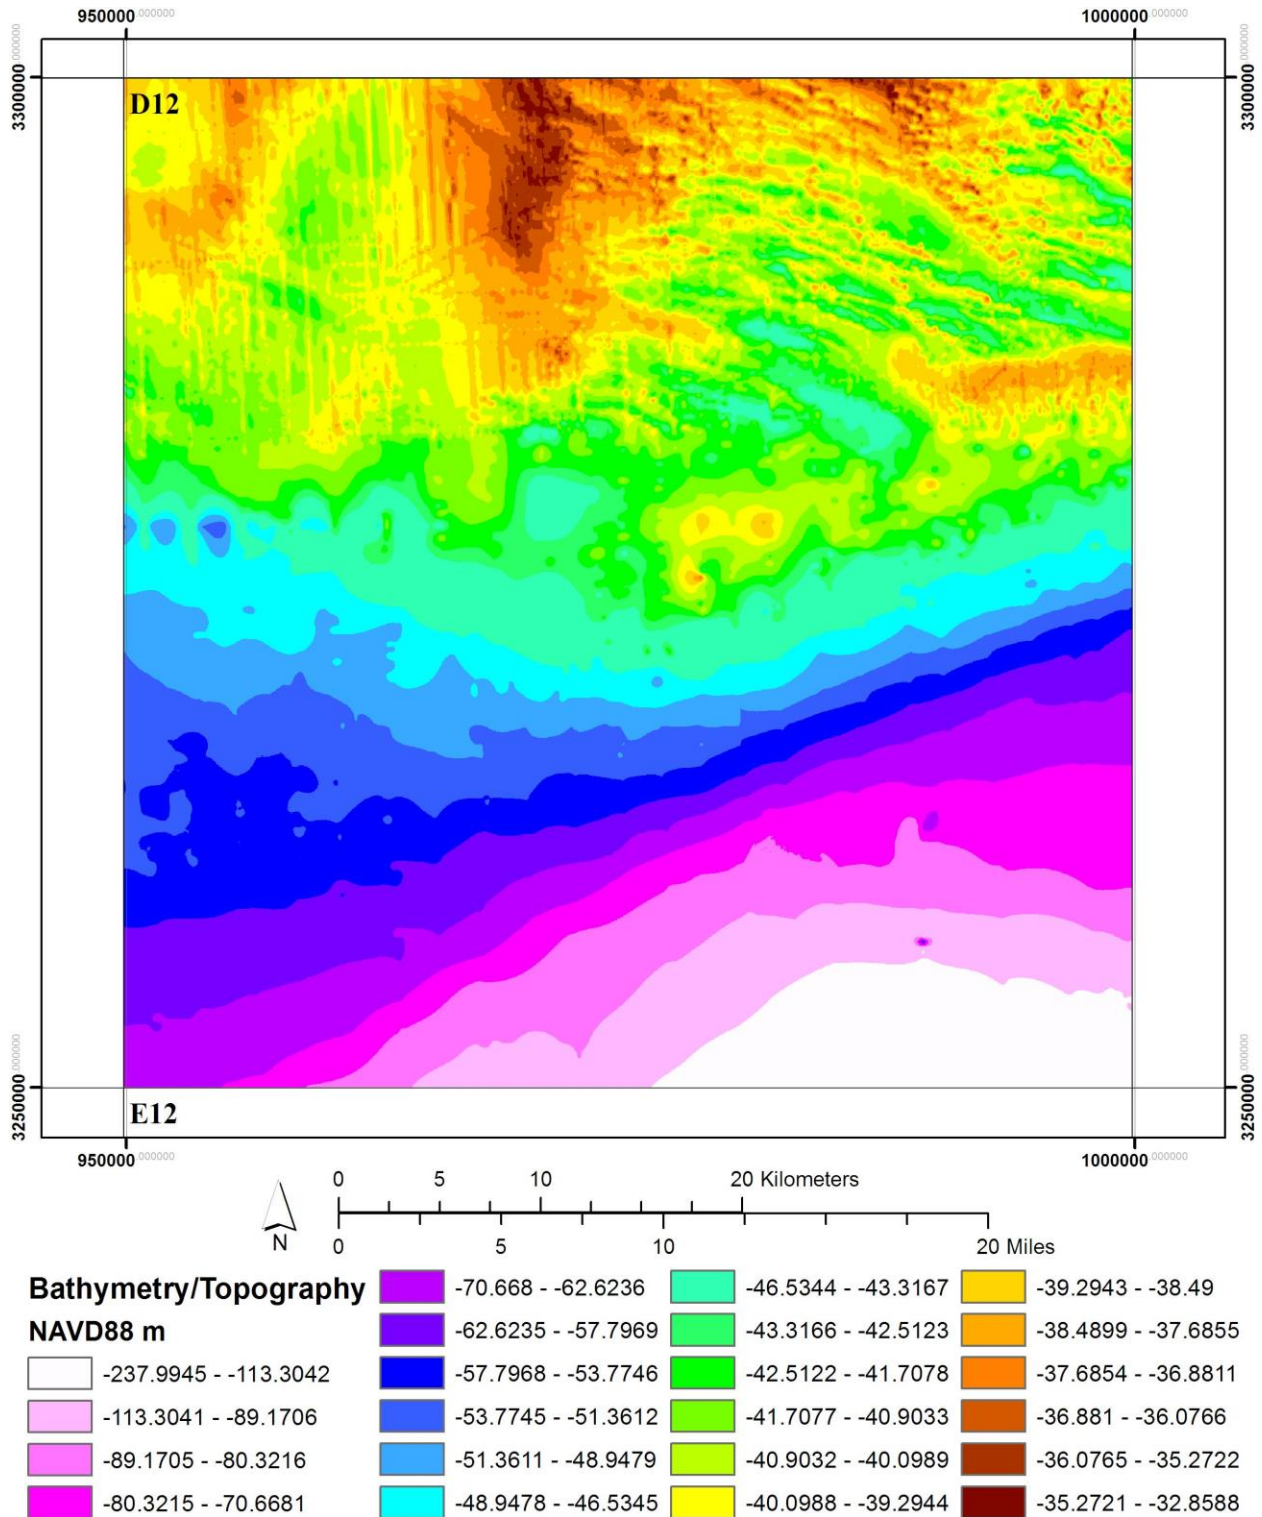 950000.000000 1000000.000000
3300000.000000 3300000.000000
D12
3250000.000000 3250000.000000
E12
950000.000000 1000000.000000
0 5 10 20 Kilometers
N
0 5 10 20 Miles
Bathymetry/Topography
NAVD88 m
-237.9945 - -113.3042
-113.3041 - -89.1706
-89.1705 - -80.3216
-80.3215 - -70.6681
-70.668 - -62.6236
-62.6235 - -57.7969
-57.7968 - -53.7746
-53.7745 - -51.3612
-51.3611 - -48.9479
-48.9478 - -46.5345
-46.5344 - -43.3167
-43.3166 - -42.5123
-42.5122 - -41.7078
-41.7077 - -40.9033
-40.9032 - -40.0989
-40.0988 - -39.2944
-39.2943 - -38.49
-38.4899 - -37.6855
-37.6854 - -36.8811
-36.881 - -36.0766
-36.0765 - -35.2722
-35.2721 - -32.8588